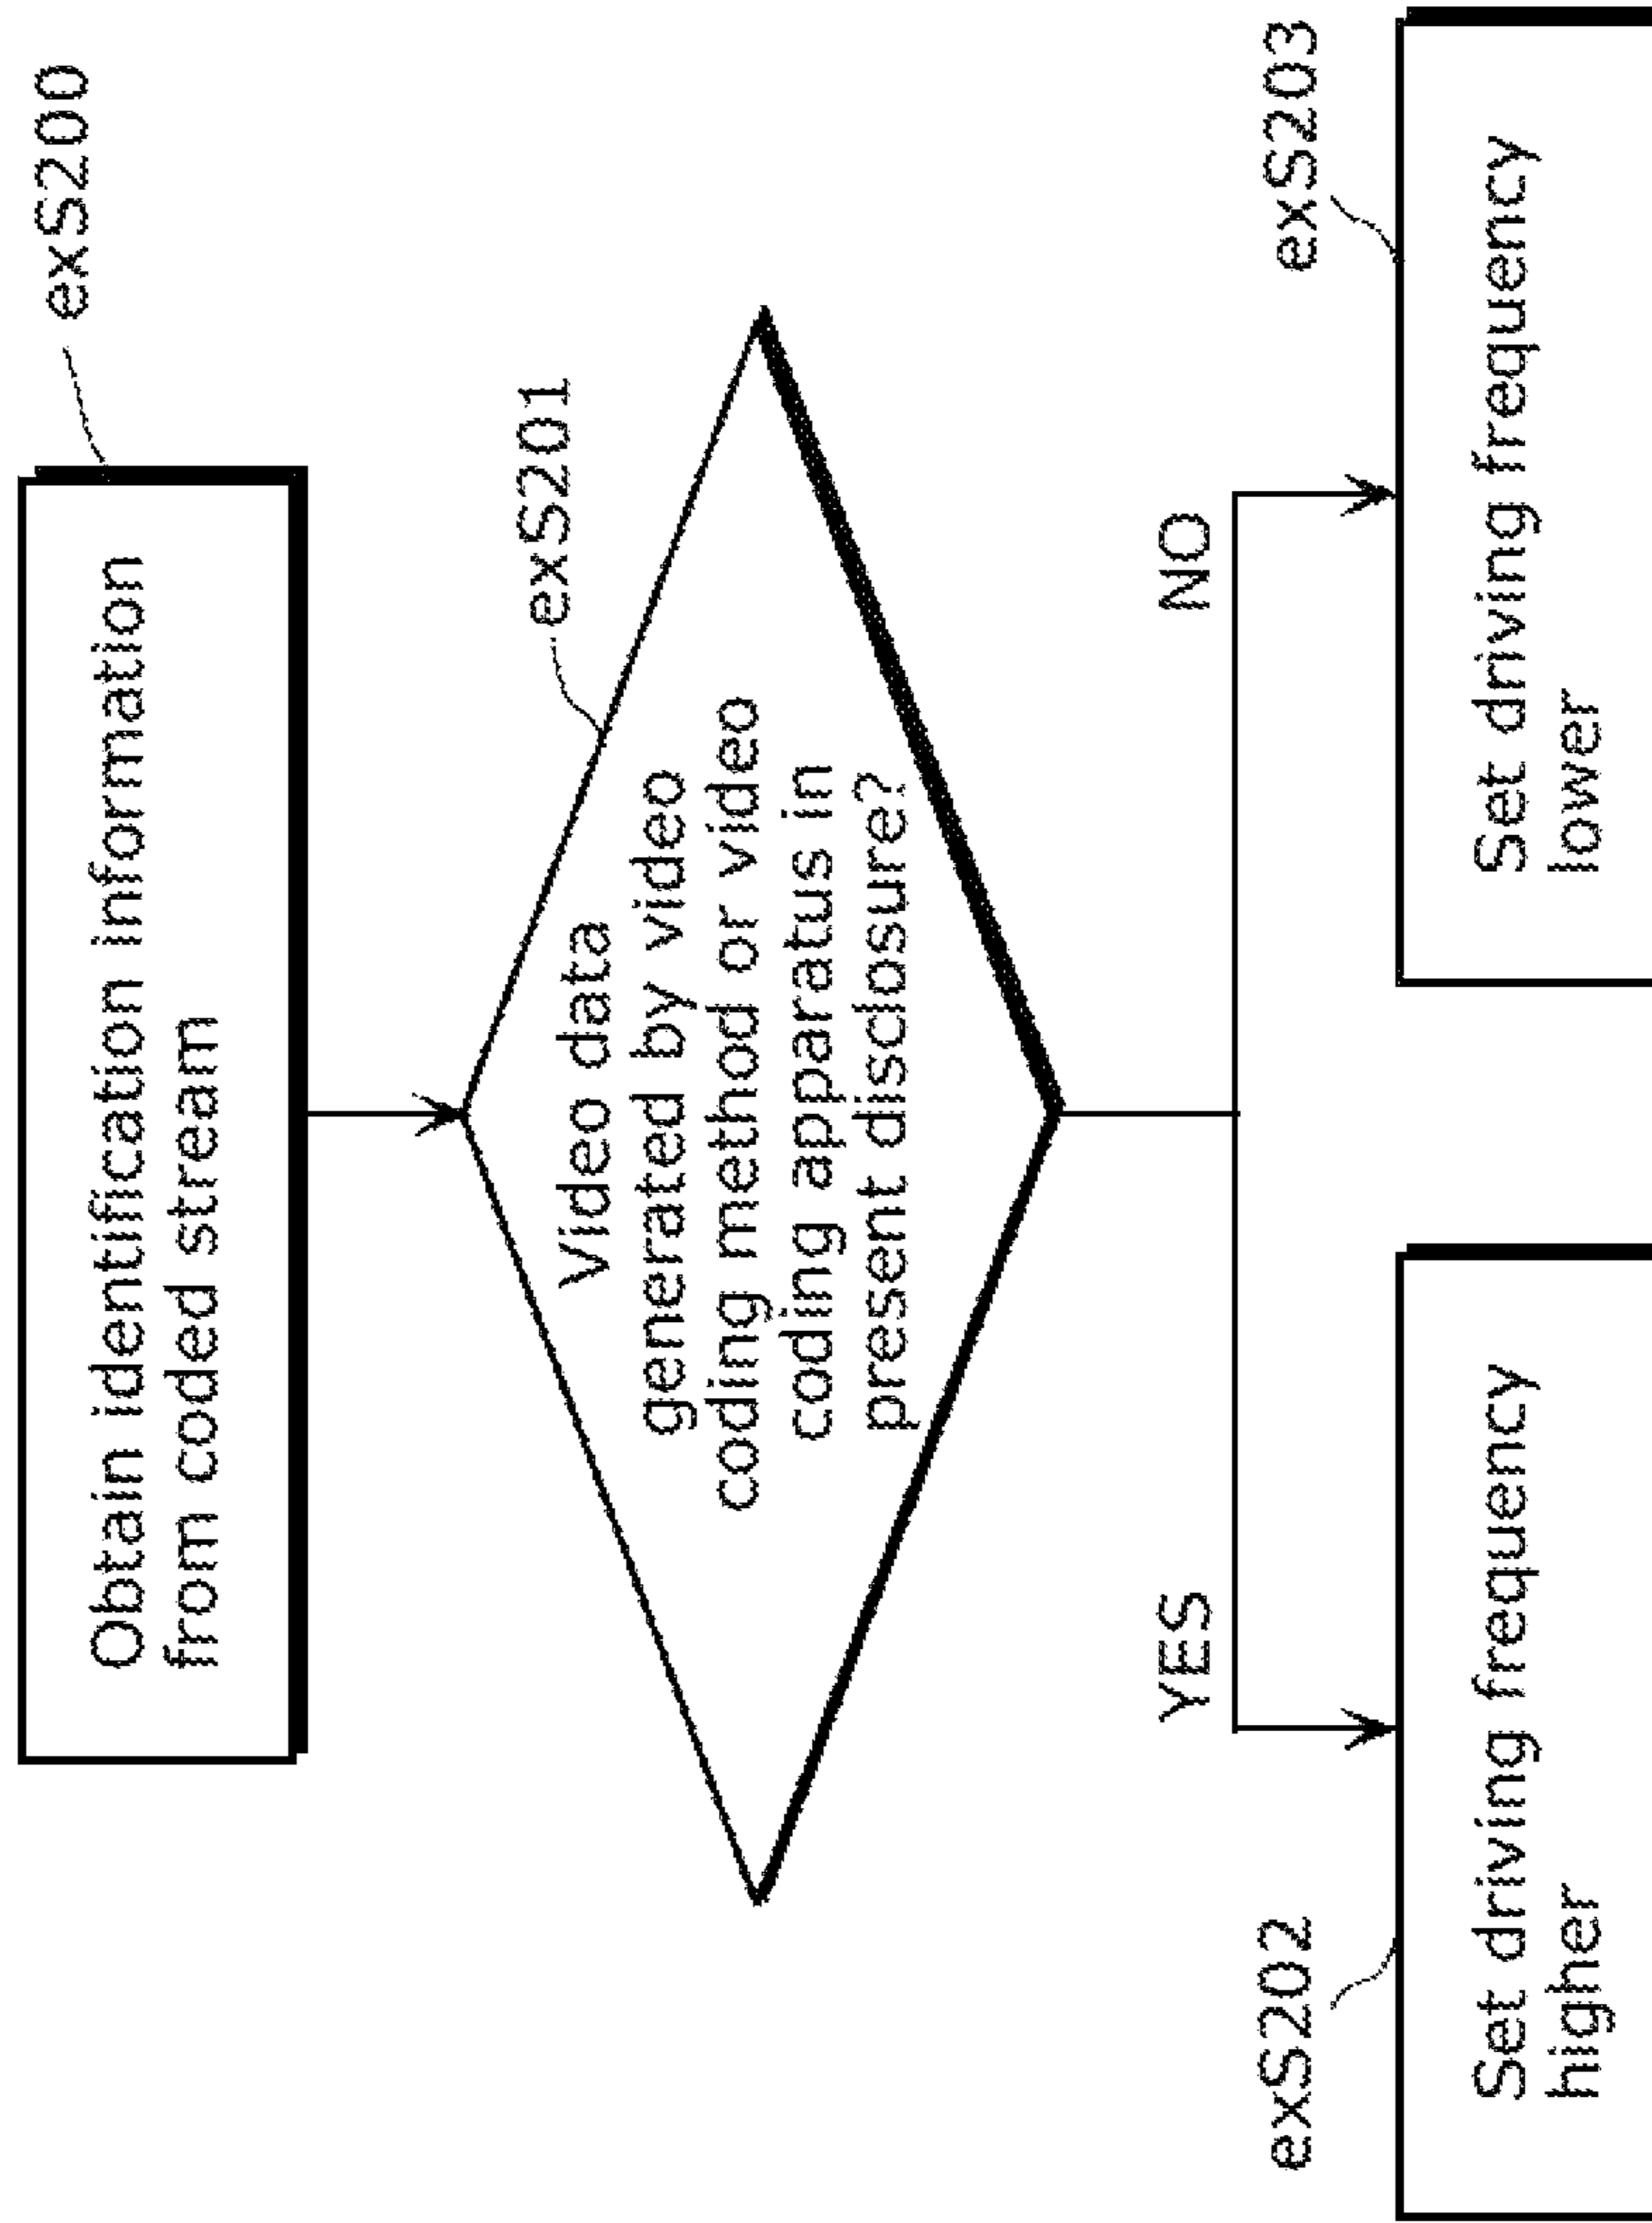 exS200
Obtain identification information
from coded stream
exS201
Video data
generated by video
coding method or video
coding apparatus in
present disclosure?
YES
NO
exS202
Set driving frequency
higher
exS203
Set driving frequency
lower